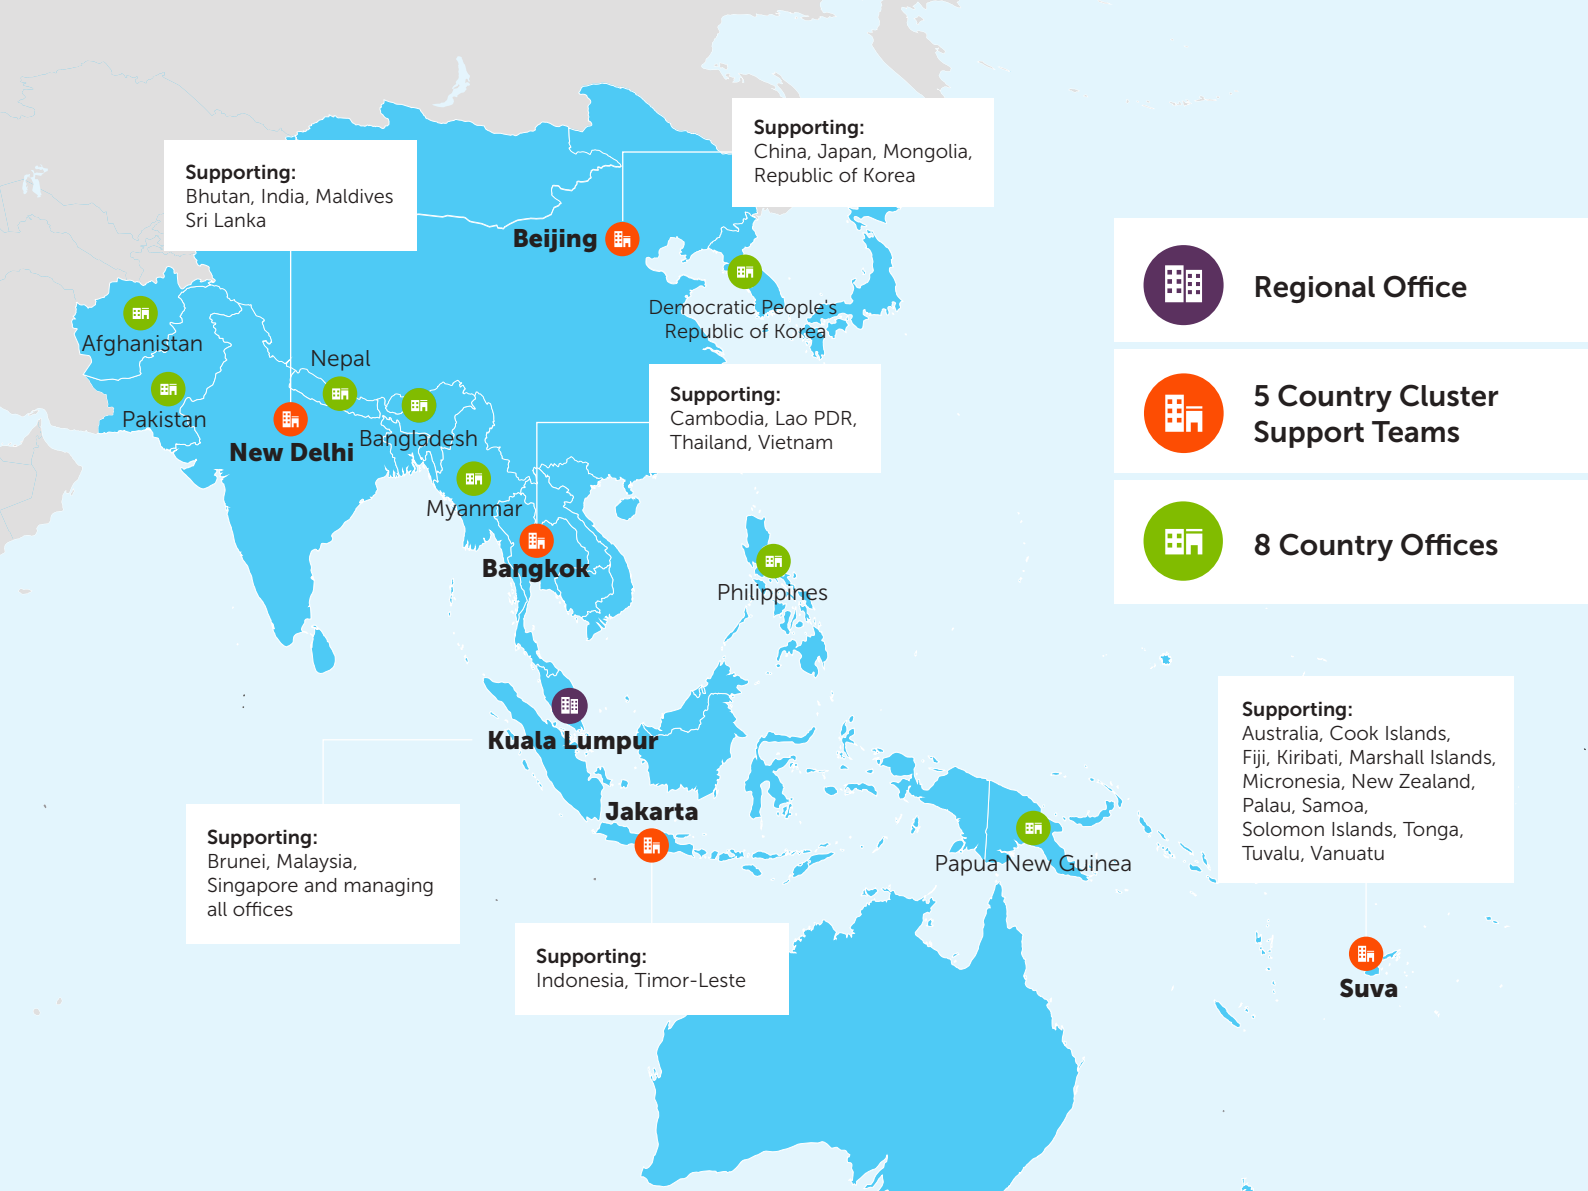 Supporting:
China, Japan, Mongolia,
Republic of Korea
Supporting:
Bhutan, India, Maldives
Sri Lanka
Beijing
Regional Office
Democratic People's
Republic of Korea
Afghanistan
Nepal
Pakistan
New Delhi
Bangladesh
Supporting:
Cambodia, Lao PDR,
Thailand, Vietnam
5 Country Cluster
Support Teams
Myanmar
Bangkok
Philippines
8 Country Offices
Kuala Lumpur
Supporting:
Australia, Cook Islands,
Fiji, Kiribati, Marshall Islands,
Micronesia, New Zealand,
Palau, Samoa,
Solomon Islands, Tonga,
Tuvalu, Vanuatu
Jakarta
Supporting:
Brunei, Malaysia,
Singapore and managing
all offices
Papua New Guinea
Supporting:
Indonesia, Timor-Leste
Suva